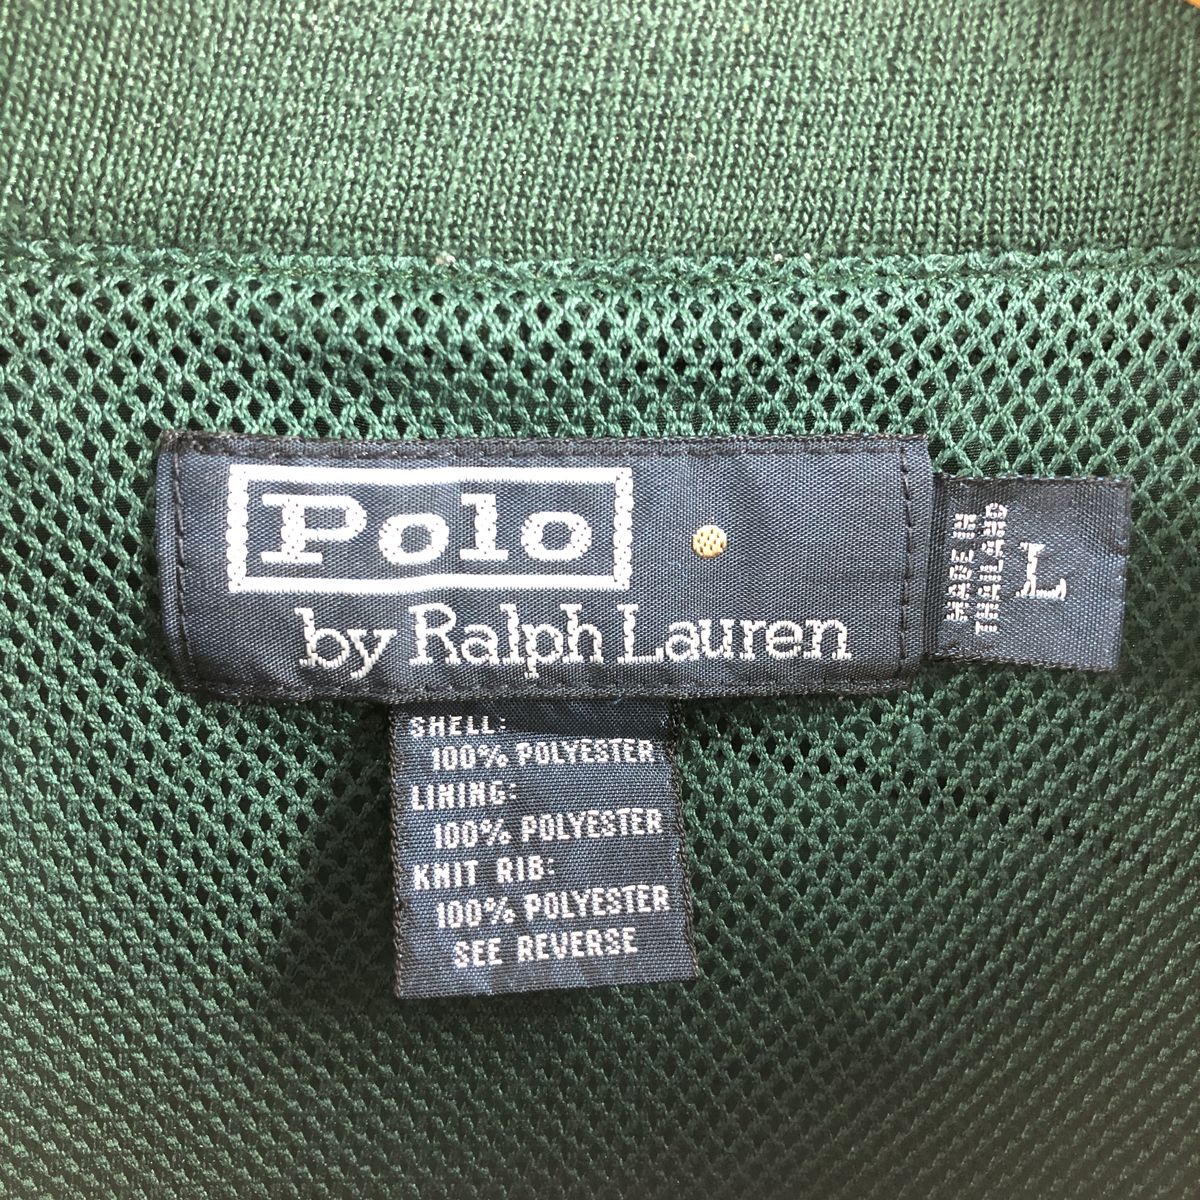 Polo
by Ralph Lauren
MADE IN
THAILAND
L
SHELL:
100% POLYESTER
LINING:
100% POLYESTER
KNIT RIB:
100% POLYESTER
SEE REVERSE